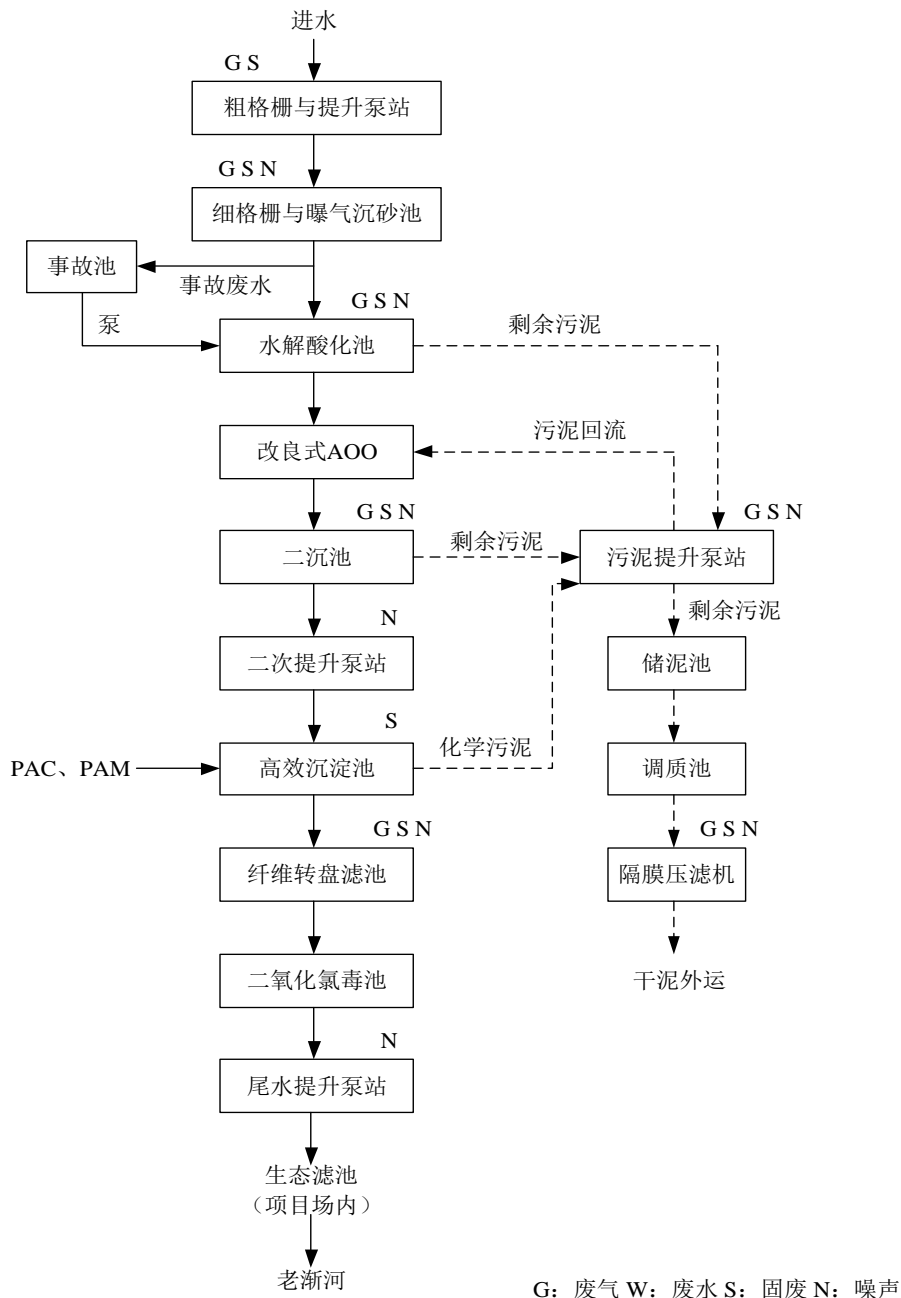 进水
G S
粗格栅与提升泵站
G S N
细格栅与曝气沉砂池
事故池
事故废水
G S N
泵
剩余污泥
水解酸化池
污泥回流
改良式AOO
G S N
G S N
二沉池
剩余污泥
污泥提升泵站
N
剩余污泥
二次提升泵站
储泥池
S
化学污泥
PAC、PAM
高效沉淀池
调质池
G S N
G S N
纤维转盘滤池
隔膜压滤机
二氧化氯毒池
干泥外运
N
尾水提升泵站
生态滤池
（项目场内）
老渐河
G：废气 W：废水 S：固废 N：噪声